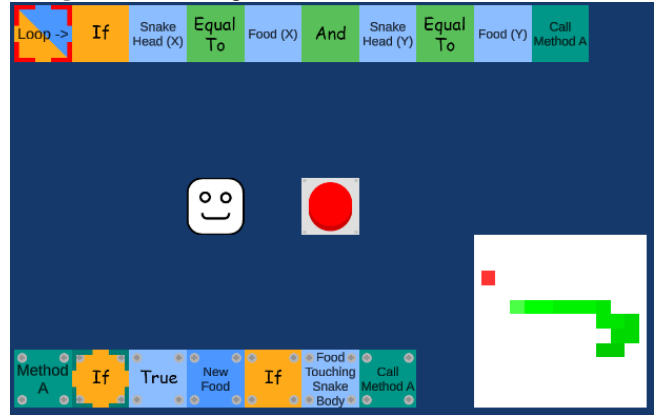 Loop -> If Snake Head (X) Equal To Food (X) And Snake Head (Y) Equal To Food (Y) Call Method A
Method A If True New Food If Food Touching Snake Body Call Method A